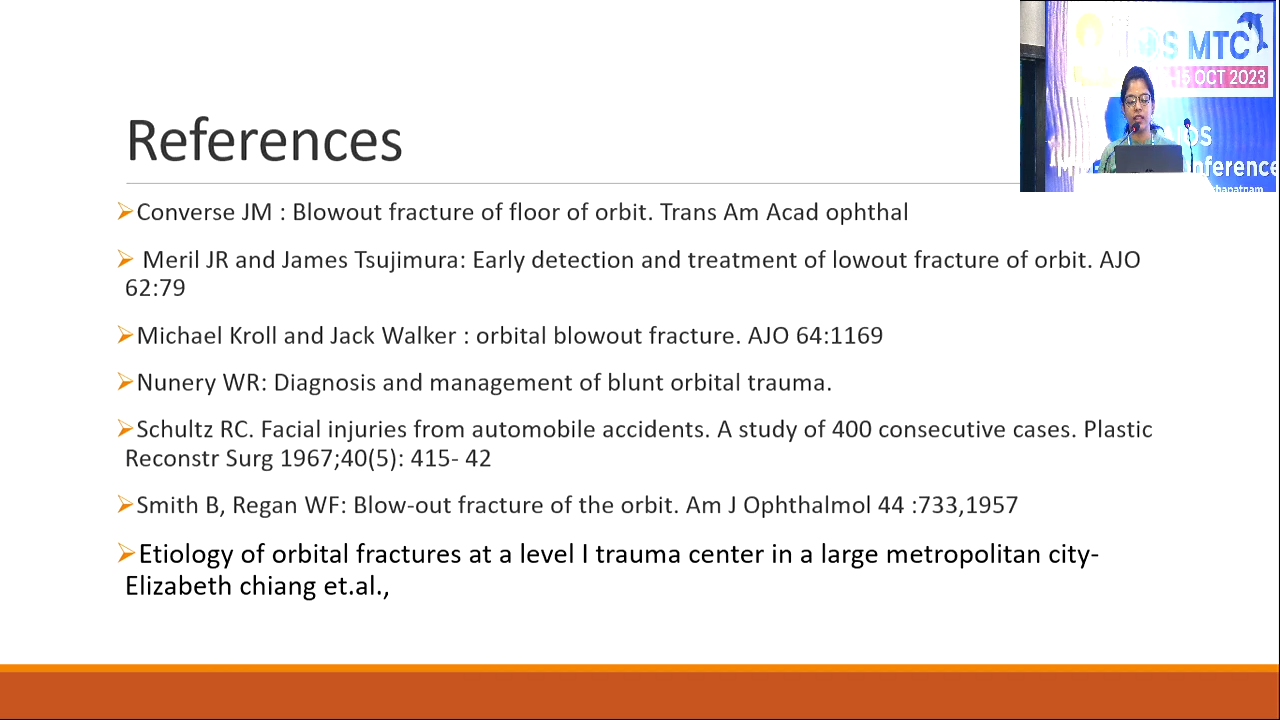 References
➢Converse JM : Blowout fracture of floor of orbit. Trans Am Acad ophthal
➢ Meril JR and James Tsujimura: Early detection and treatment of lowout fracture of orbit. AJO
62:79
➢Michael Kroll and Jack Walker : orbital blowout fracture. AJO 64:1169
➢Nunery WR: Diagnosis and management of blunt orbital trauma.
➢Schultz RC. Facial injuries from automobile accidents. A study of 400 consecutive cases. Plastic
Reconstr Surg 1967;40(5): 415- 42
➢Smith B, Regan WF: Blow-out fracture of the orbit. Am J Ophthalmol 44 :733,1957
➢Etiology of orbital fractures at a level I trauma center in a large metropolitan city-
Elizabeth chiang et.al.,
MTC
OCT 2023